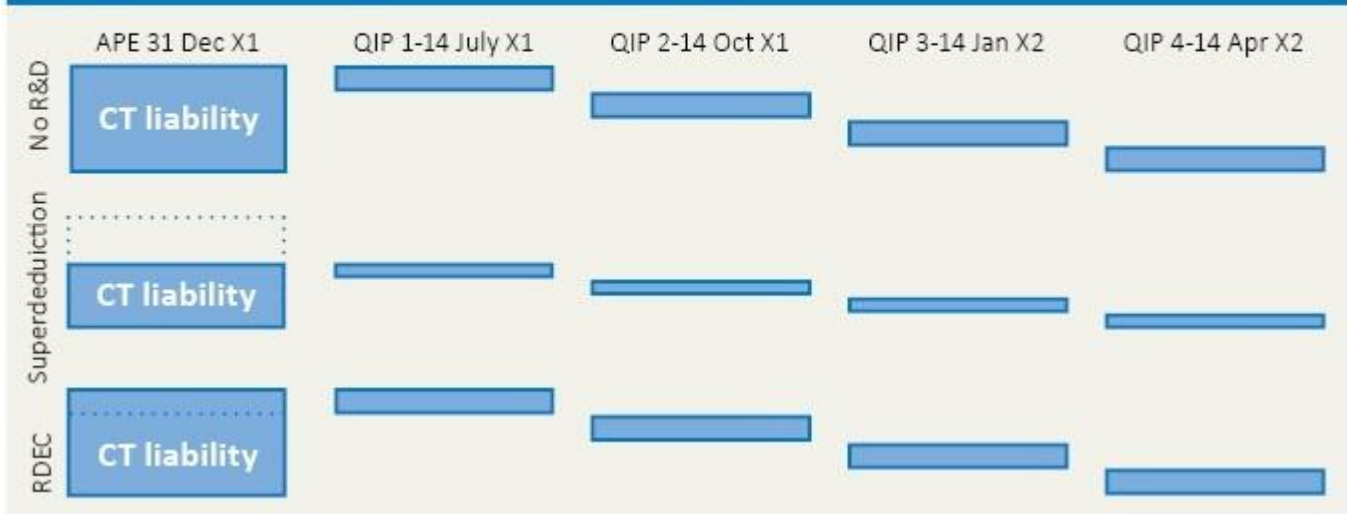 APE 31 Dec X1 QIP 1-14 July X1 QIP 2-14 Oct X1 QIP 3-14 Jan X2 QIP 4-14 Apr X2
No R&D
CT liability
Superdeduiction
CT liability
RDEC
CT liability